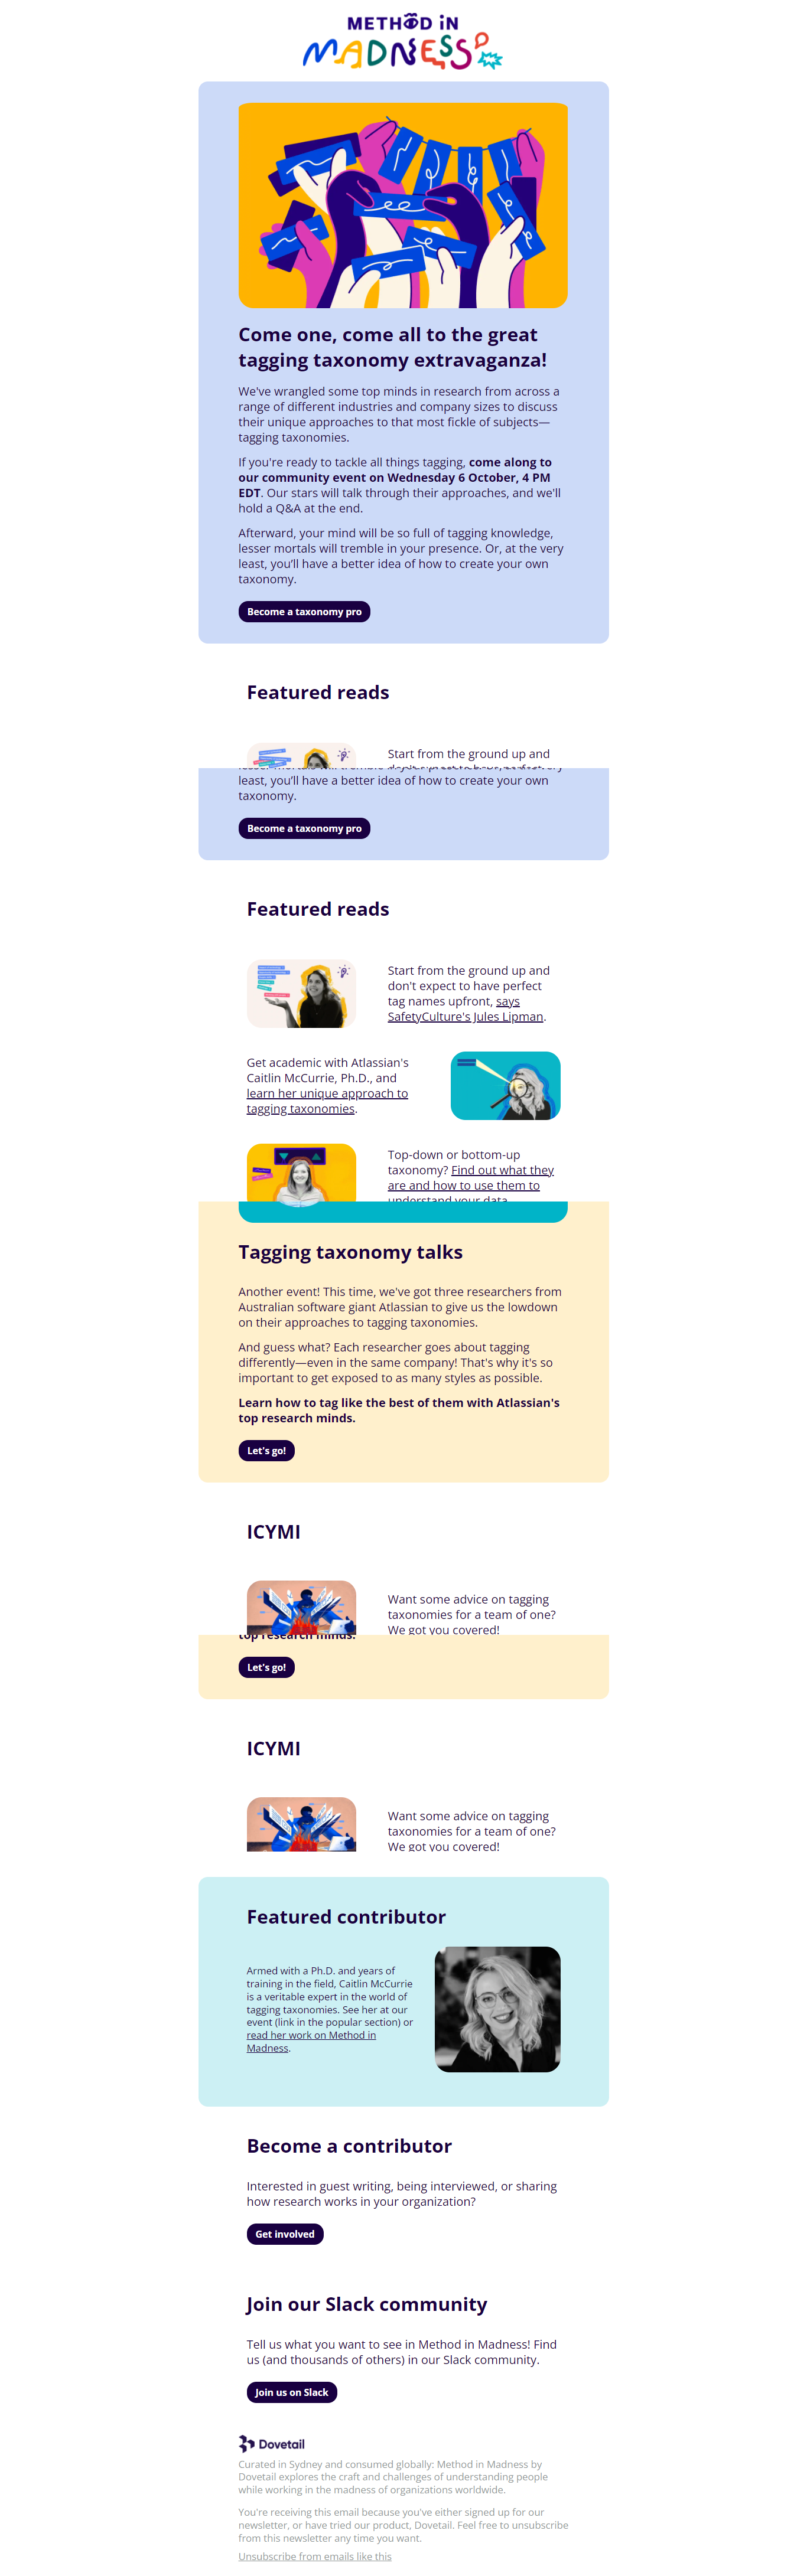 METHOD iN
MADNESS
Come one, come all to the great
tagging taxonomy extravaganza!
We've wrangled some top minds in research from across a
range of different industries and company sizes to discuss
their unique approaches to that most fickle of subjects—
tagging taxonomies.
If you're ready to tackle all things tagging, come along to
our community event on Wednesday 6 October, 4 PM
EDT. Our stars will talk through their approaches, and we'll
hold a Q&A at the end.
Afterward, your mind will be so full of tagging knowledge,
lesser mortals will tremble in your presence. Or, at the very
least, you'll have a better idea of how to create your own
taxonomy.
Become a taxonomy pro
Featured reads
Start from the ground up and
least, you'll have a better idea of how to create your own
taxonomy.
Become a taxonomy pro
Featured reads
Start from the ground up and
don't expect to have perfect
tag names upfront, says
SafetyCulture's Jules Lipman.
Get academic with Atlassian's
Caitlin McCurrie, Ph.D., and
learn her unique approach to
tagging taxonomies.
Top-down or bottom-up
taxonomy? Find out what they
are and how to use them to
understand your data
Tagging taxonomy talks
Another event! This time, we've got three researchers from
Australian software giant Atlassian to give us the lowdown
on their approaches to tagging taxonomies.
And guess what? Each researcher goes about tagging
differently—even in the same company! That's why it's so
important to get exposed to as many styles as possible.
Learn how to tag like the best of them with Atlassian's
top research minds.
Let's go!
ICYMI
Want some advice on tagging
taxonomies for a team of one?
We got you covered!
top research minds.
Let's go!
ICYMI
Want some advice on tagging
taxonomies for a team of one?
We got you covered!
Featured contributor
Armed with a Ph.D. and years of
training in the field, Caitlin McCurrie
is a veritable expert in the world of
tagging taxonomies. See her at our
event (link in the popular section) or
read her work on Method in
Madness.
Become a contributor
Interested in guest writing, being interviewed, or sharing
how research works in your organization?
Get involved
Join our Slack community
Tell us what you want to see in Method in Madness! Find
us (and thousands of others) in our Slack community.
Join us on Slack
Dovetail
Curated in Sydney and consumed globally: Method in Madness by
Dovetail explores the craft and challenges of understanding people
while working in the madness of organizations worldwide.
You're receiving this email because you've either signed up for our
newsletter, or have tried our product, Dovetail. Feel free to unsubscribe
from this newsletter any time you want.
Unsubscribe from emails like this